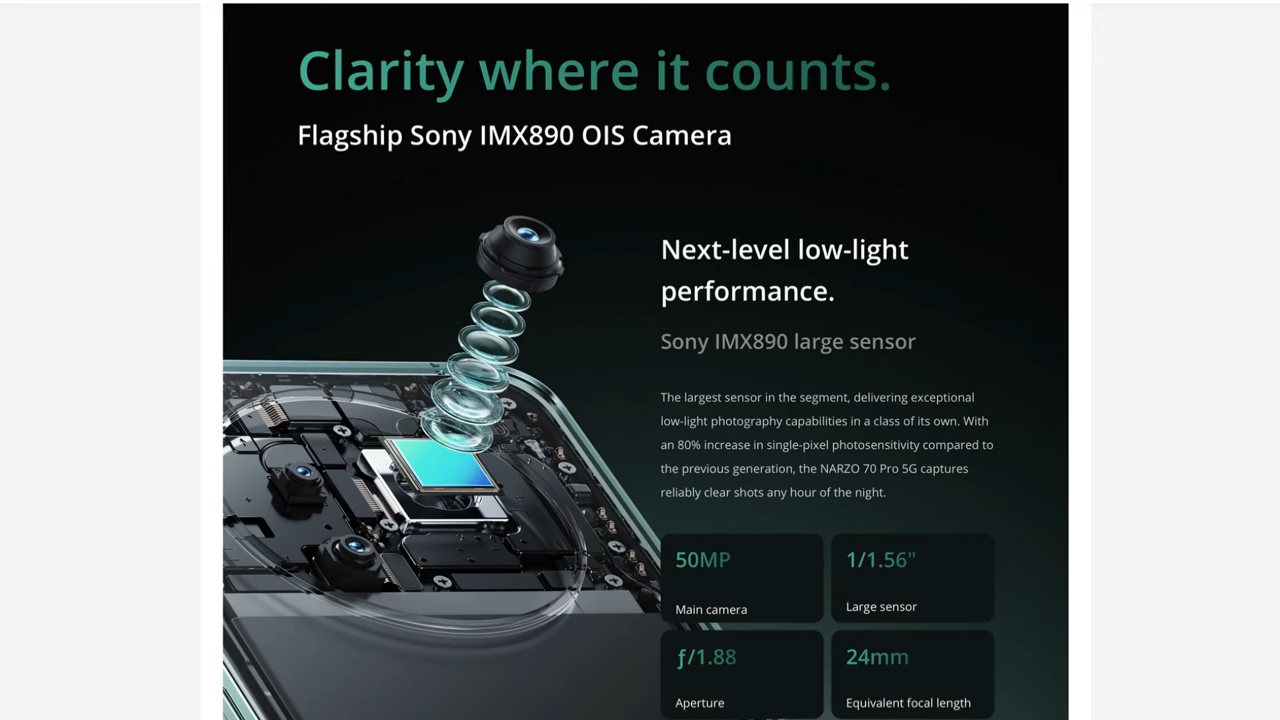 Clarity where it counts.
Flagship Sony IMX890 OIS Camera
Next-level low-light
performance.
Sony IMX890 large sensor
The largest sensor in the segment, delivering exceptional
low-light photography capabilities in a class of its own. With
an 80% increase in single-pixel photosensitivity compared to
the previous generation, the NARZO 70 Pro 5G captures
reliably clear shots any hour of the night.
50MP
Main camera
1/1.56"
Large sensor
ƒ/1.88
Aperture
24mm
Equivalent focal length